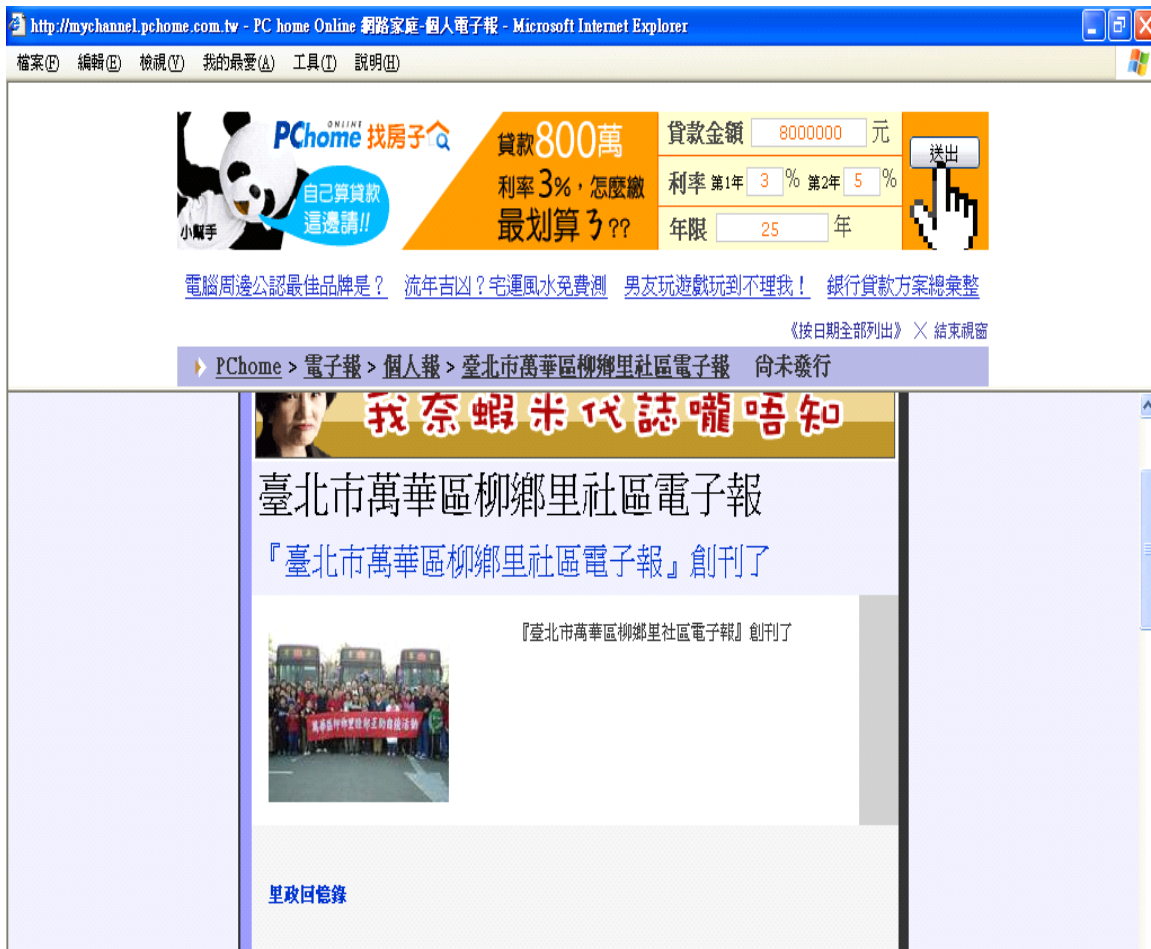 http://mychannel.pchome.com.tw - PC home Online 網路家庭-個人電子報 - Microsoft Internet Explorer
檔案(F) 編輯(E) 檢視(V) 我的最愛(A) 工具(T) 說明(H)
ONLINE
PChome 找房子
自己算貸款
這邊請!!
小幫手
貸款800萬
利率3%，怎麼繳
最划算ㄋ??
貸款金額 8000000 元
利率 第1年 3 % 第2年 5 %
年限 25 年
送出
電腦周邊公認最佳品牌是？ 流年吉凶？宅運風水免費測 男友玩遊戲玩到不理我！ 銀行貸款方案總彙整
《按日期全部列出》 ╳ 結束視窗
PChome > 電子報 > 個人報 > 臺北市萬華區柳鄉里社區電子報 尚未發行
我奈蝦米代誌嚨唔知
臺北市萬華區柳鄉里社區電子報
『臺北市萬華區柳鄉里社區電子報』創刊了
『臺北市萬華區柳鄉里社區電子報』創刊了
里政回憶錄